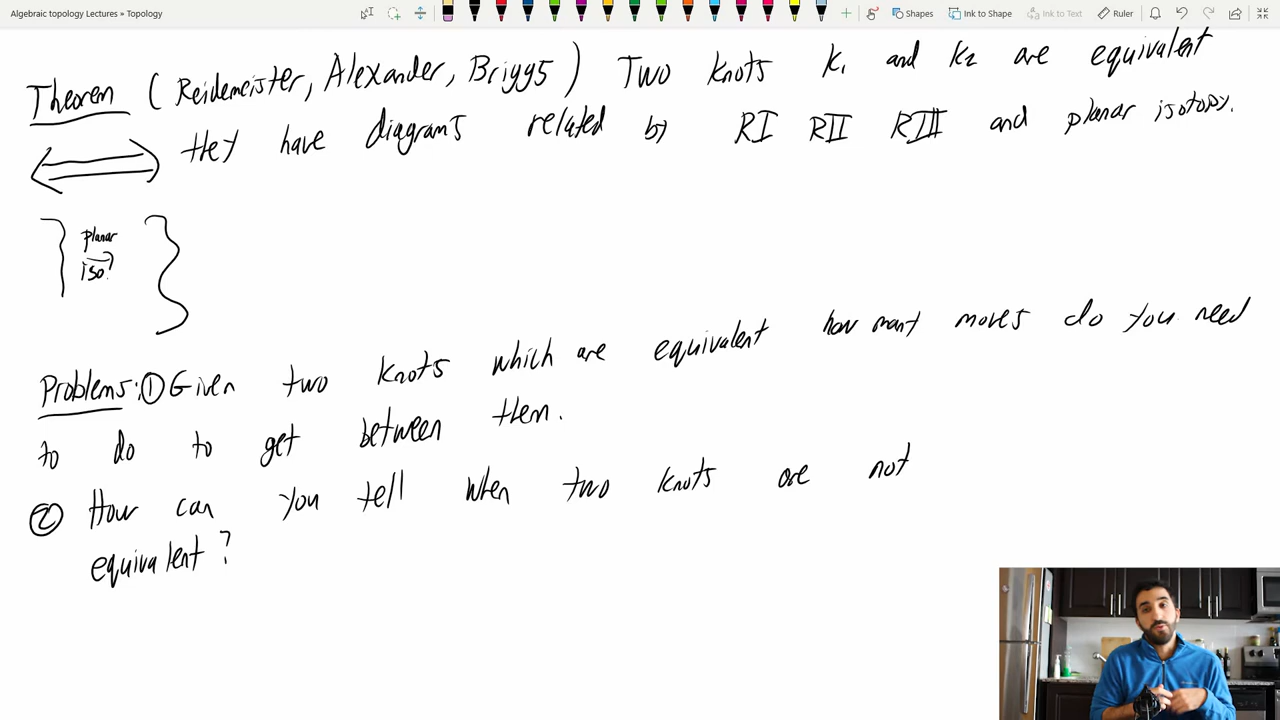 Algebraic topology Lectures » Topology
Shapes Ink to Shape Ink to Text Ruler
Theorem (Reidemeister, Alexander, Briggs) Two knots K1 and K2 are equivalent
⟺ they have diagrams related by RI RII RIII and planar isotopy.
planar
iso.
Problems: ① Given two knots which are equivalent how many moves do you need
to do to get between them.
② How can you tell when two knots are not
equivalent?